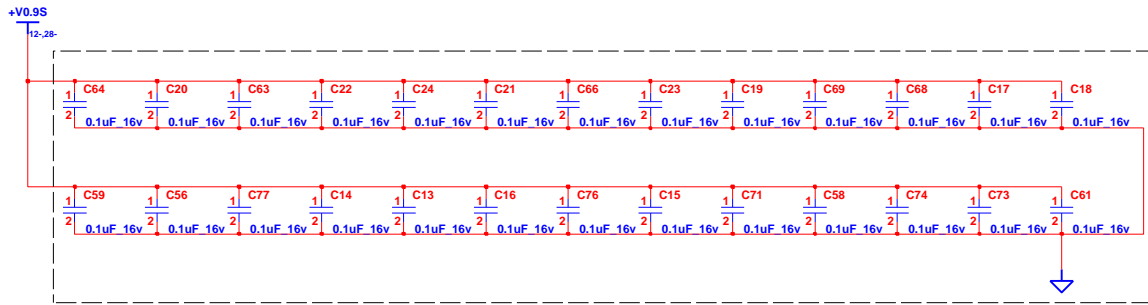 +V0.9S
12-,28-
C64 C20 C63 C22 C24 C21 C66 C23 C19 C69 C68 C17 C18
1 1 1 1 1 1 1 1 1 1 1 1 1
2 2 2 2 2 2 2 2 2 2 2 2 2
0.1uF_16v 0.1uF_16v 0.1uF_16v 0.1uF_16v 0.1uF_16v 0.1uF_16v 0.1uF_16v 0.1uF_16v 0.1uF_16v 0.1uF_16v 0.1uF_16v 0.1uF_16v 0.1uF_16v
C59 C56 C77 C14 C13 C16 C76 C15 C71 C58 C74 C73 C61
1 1 1 1 1 1 1 1 1 1 1 1 1
2 2 2 2 2 2 2 2 2 2 2 2 2
0.1uF_16v 0.1uF_16v 0.1uF_16v 0.1uF_16v 0.1uF_16v 0.1uF_16v 0.1uF_16v 0.1uF_16v 0.1uF_16v 0.1uF_16v 0.1uF_16v 0.1uF_16v 0.1uF_16v